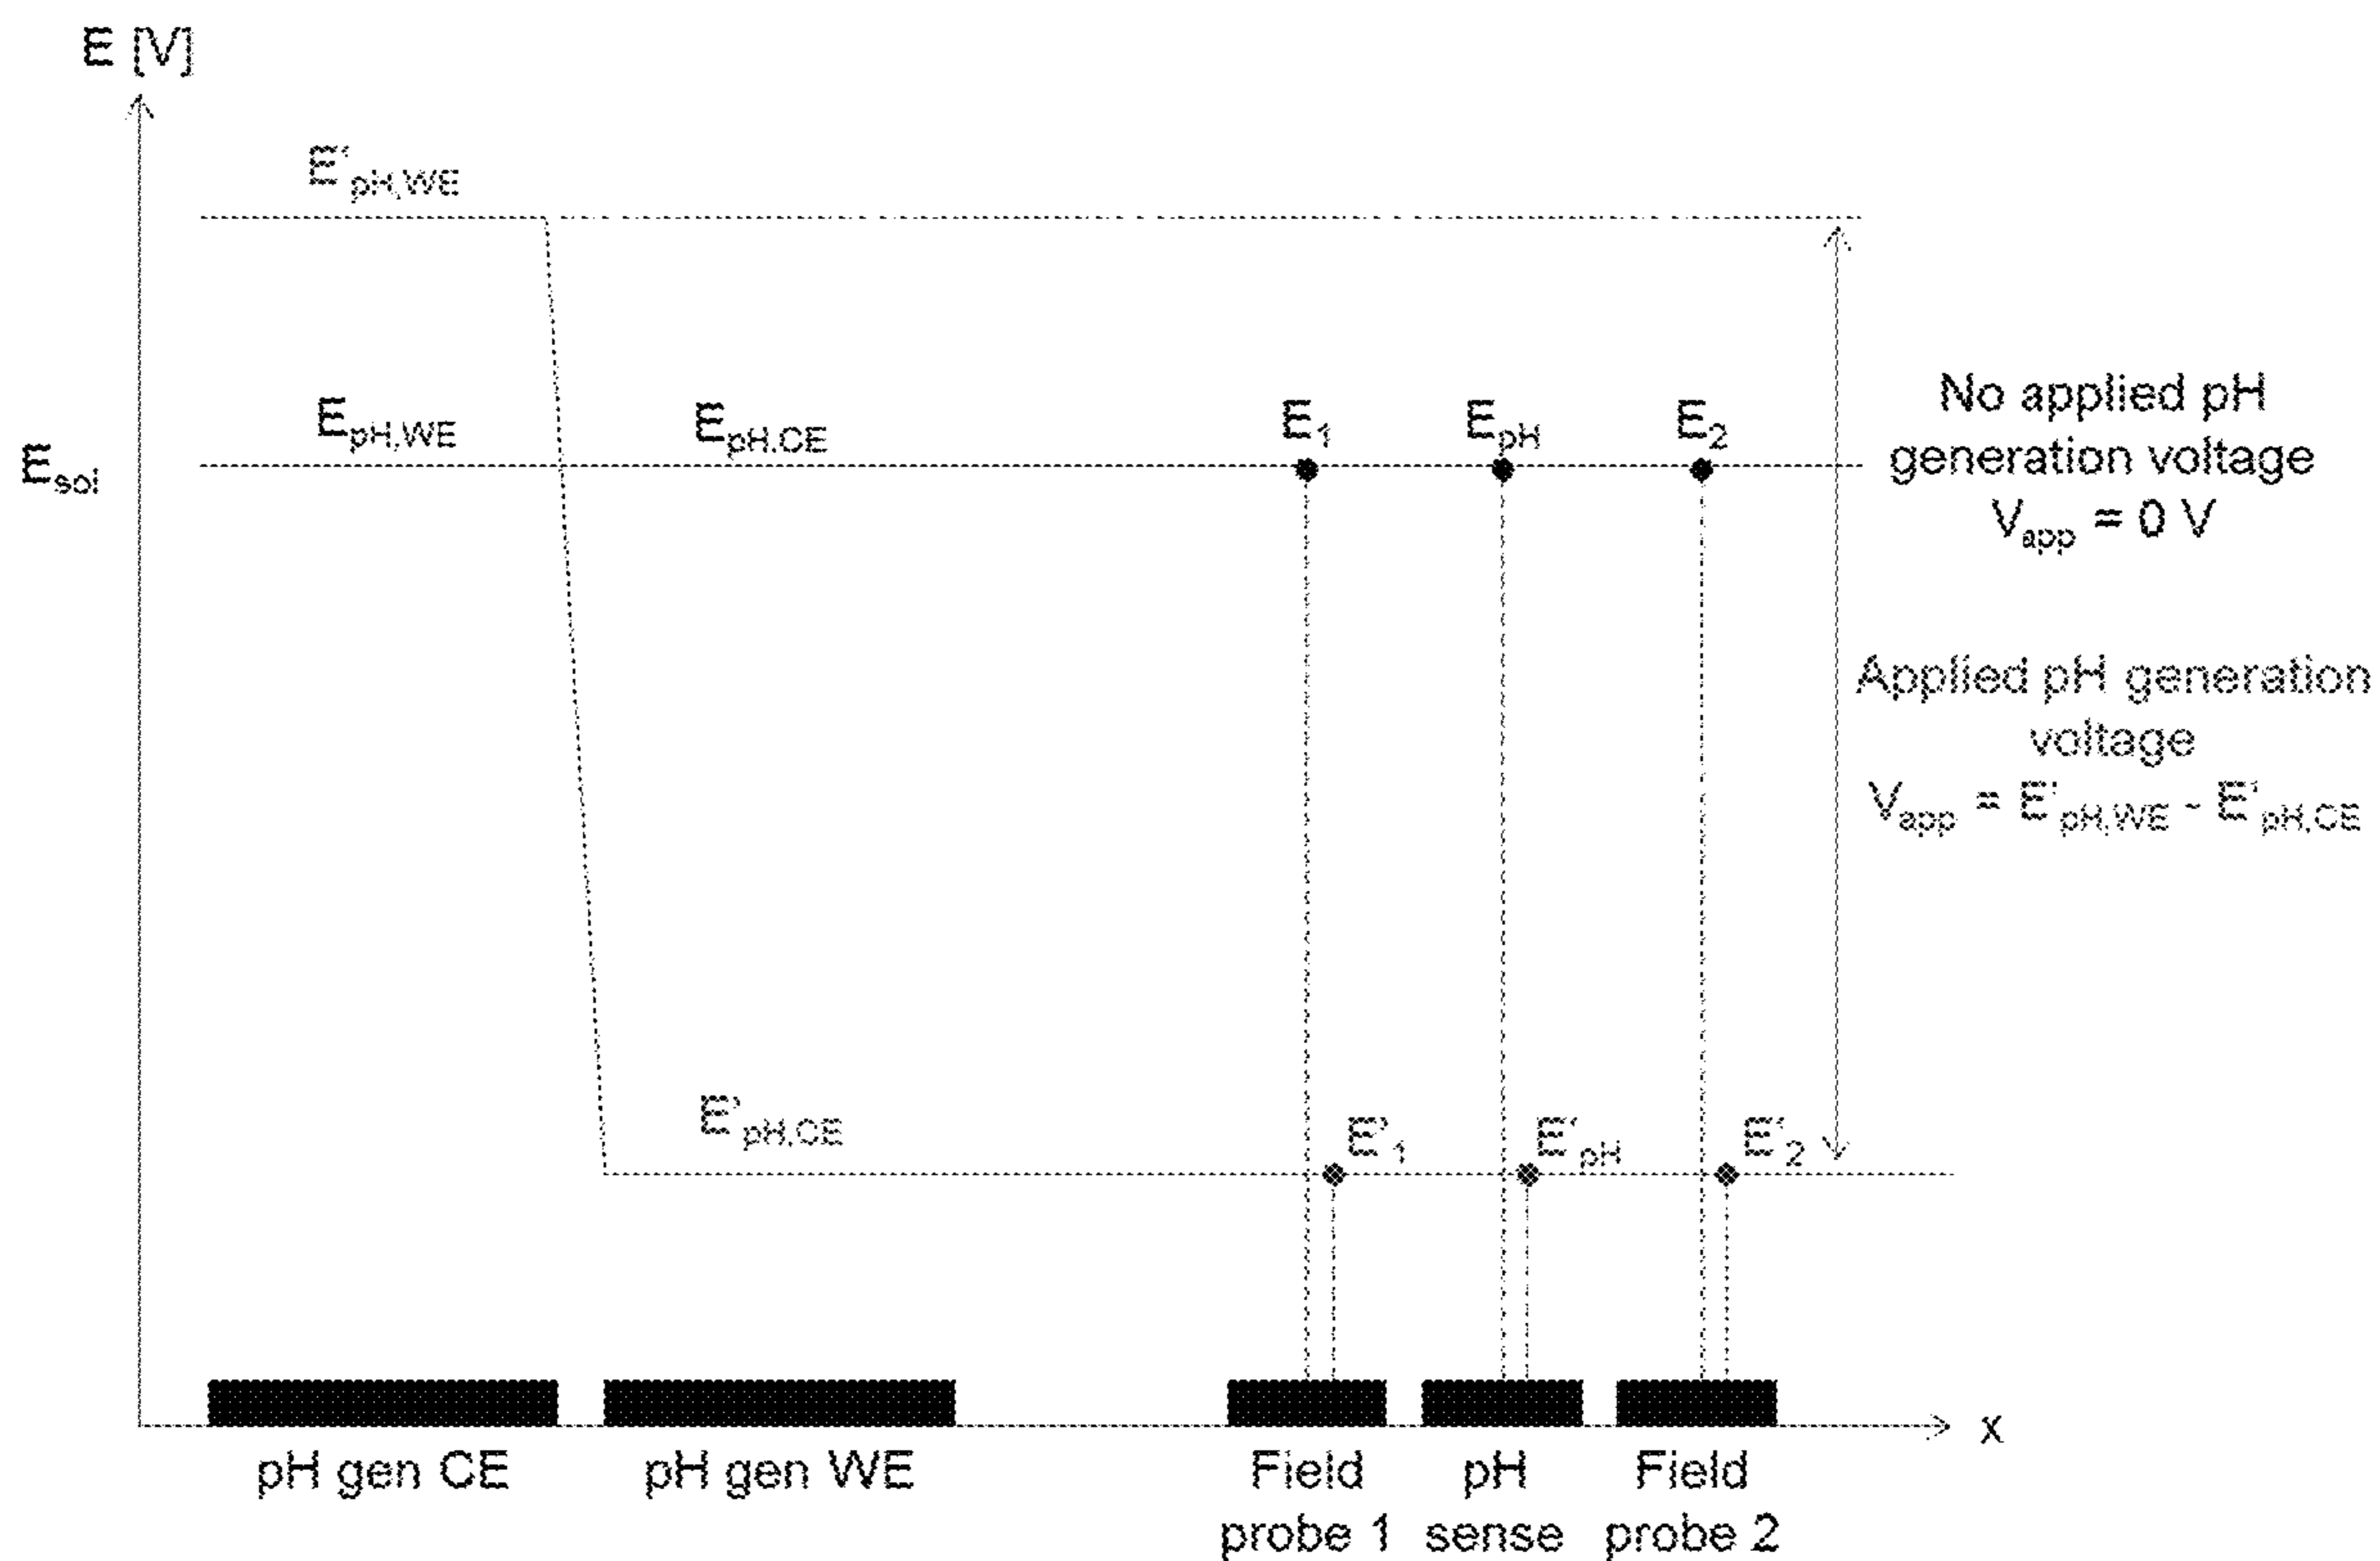 E [V]
E'pH,WE
EpH,WE
EpH,CE
E1
EpH
E2
Esol
No applied pH
generation voltage
Vapp = 0 V
Applied pH generation
voltage
Vapp = E'pH,WE - E'pH,CE
E'pH,CE
E'1
E'pH
E'2
x
pH gen CE
pH gen WE
Field
probe 1
pH
sense
Field
probe 2